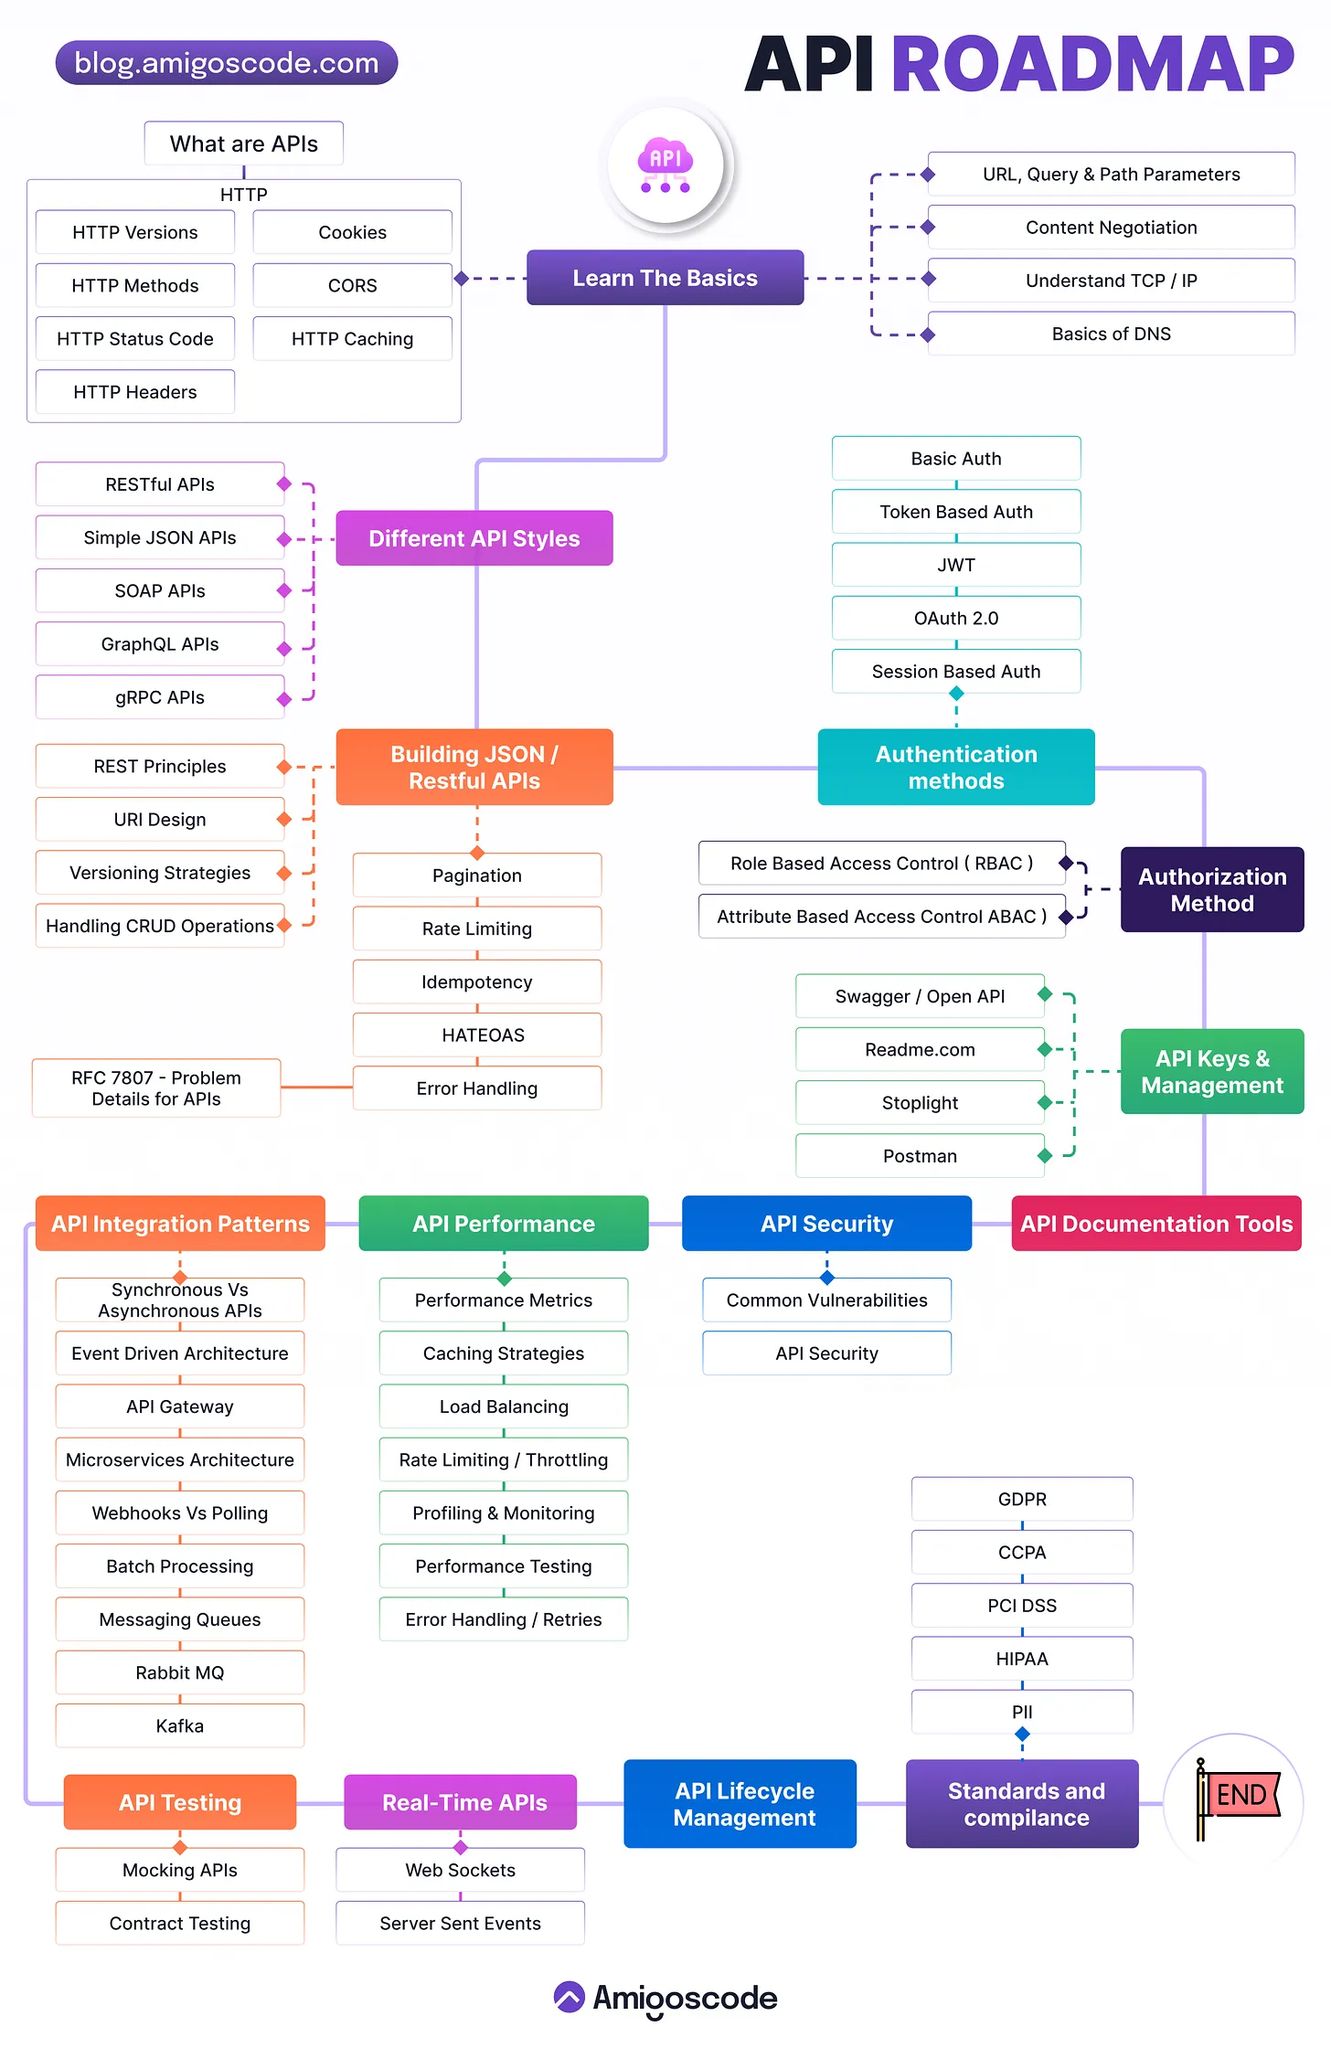 blog.amigoscode.com
API ROADMAP
API
What are APIs
HTTP
HTTP Versions
Cookies
HTTP Methods
CORS
HTTP Status Code
HTTP Caching
HTTP Headers
Learn The Basics
URL, Query & Path Parameters
Content Negotiation
Understand TCP / IP
Basics of DNS
RESTful APIs
Simple JSON APIs
SOAP APIs
GraphQL APIs
gRPC APIs
Different API Styles
Basic Auth
Token Based Auth
JWT
OAuth 2.0
Session Based Auth
Authentication
methods
Building JSON /
Restful APIs
REST Principles
URI Design
Versioning Strategies
Handling CRUD Operations
Pagination
Rate Limiting
Idempotency
HATEOAS
Error Handling
RFC 7807 - Problem
Details for APIs
Role Based Access Control ( RBAC )
Attribute Based Access Control ABAC )
Authorization
Method
Swagger / Open API
Readme.com
Stoplight
Postman
API Keys &
Management
API Integration Patterns
API Performance
API Security
API Documentation Tools
Synchronous Vs
Asynchronous APIs
Event Driven Architecture
API Gateway
Microservices Architecture
Webhooks Vs Polling
Batch Processing
Messaging Queues
Rabbit MQ
Kafka
Performance Metrics
Caching Strategies
Load Balancing
Rate Limiting / Throttling
Profiling & Monitoring
Performance Testing
Error Handling / Retries
Common Vulnerabilities
API Security
GDPR
CCPA
PCI DSS
HIPAA
PII
API Testing
Real-Time APIs
API Lifecycle
Management
Standards and
compilance
END
Mocking APIs
Contract Testing
Web Sockets
Server Sent Events
Amigoscode